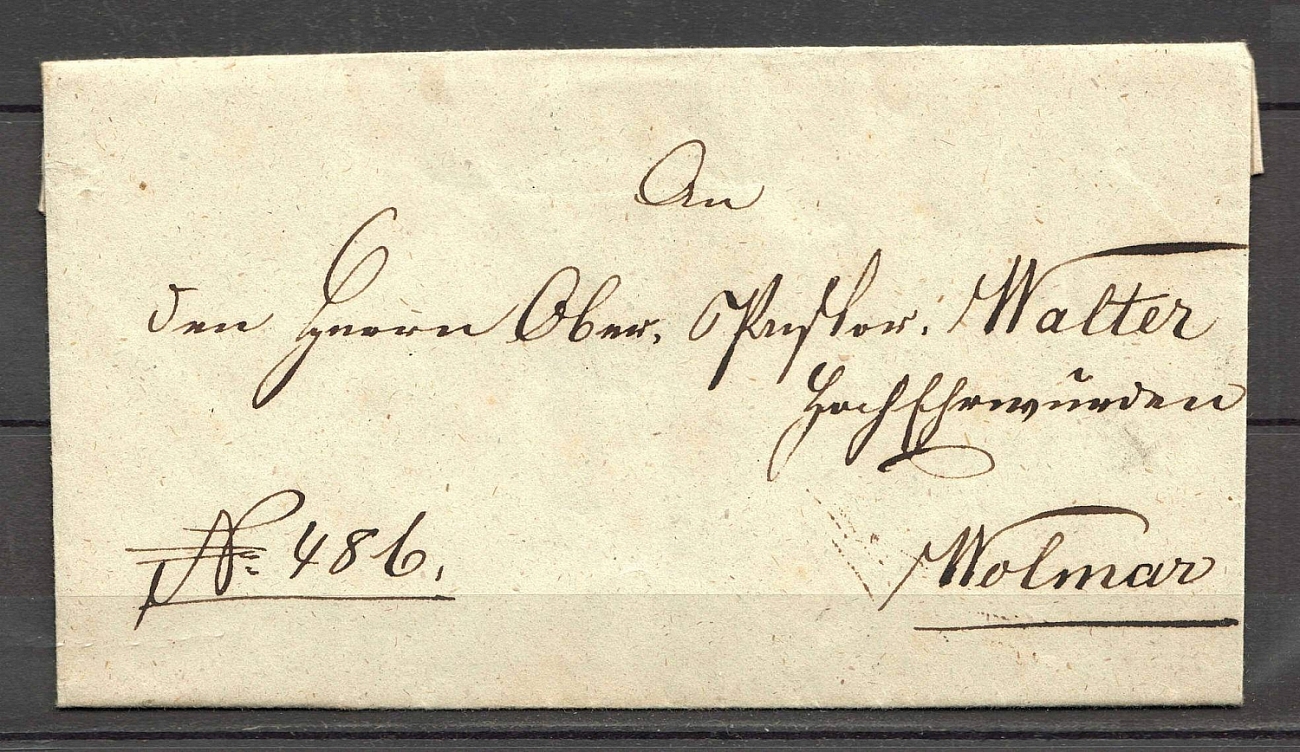 An
den Herrn Ober. Pastor. Walter
HochEhrwürden
No: 486.
Wolmar